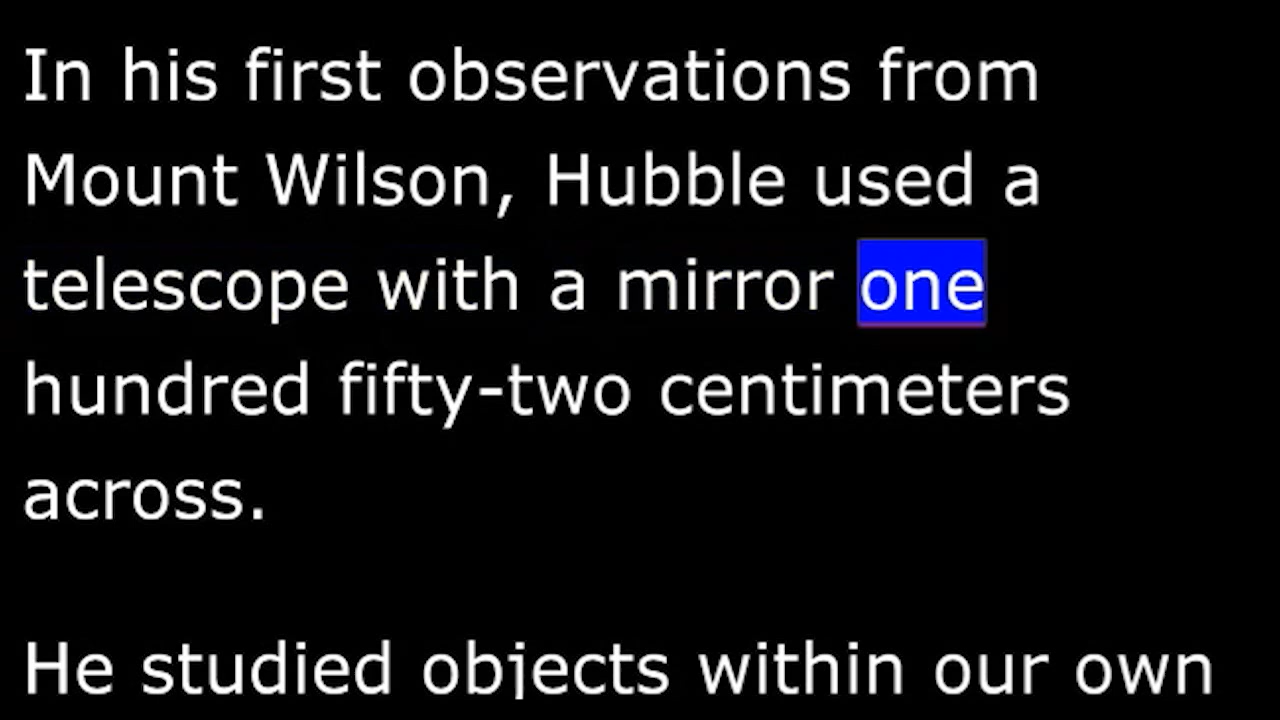 In his first observations from
Mount Wilson, Hubble used a
telescope with a mirror one
hundred fifty-two centimeters
across.
He studied objects within our own